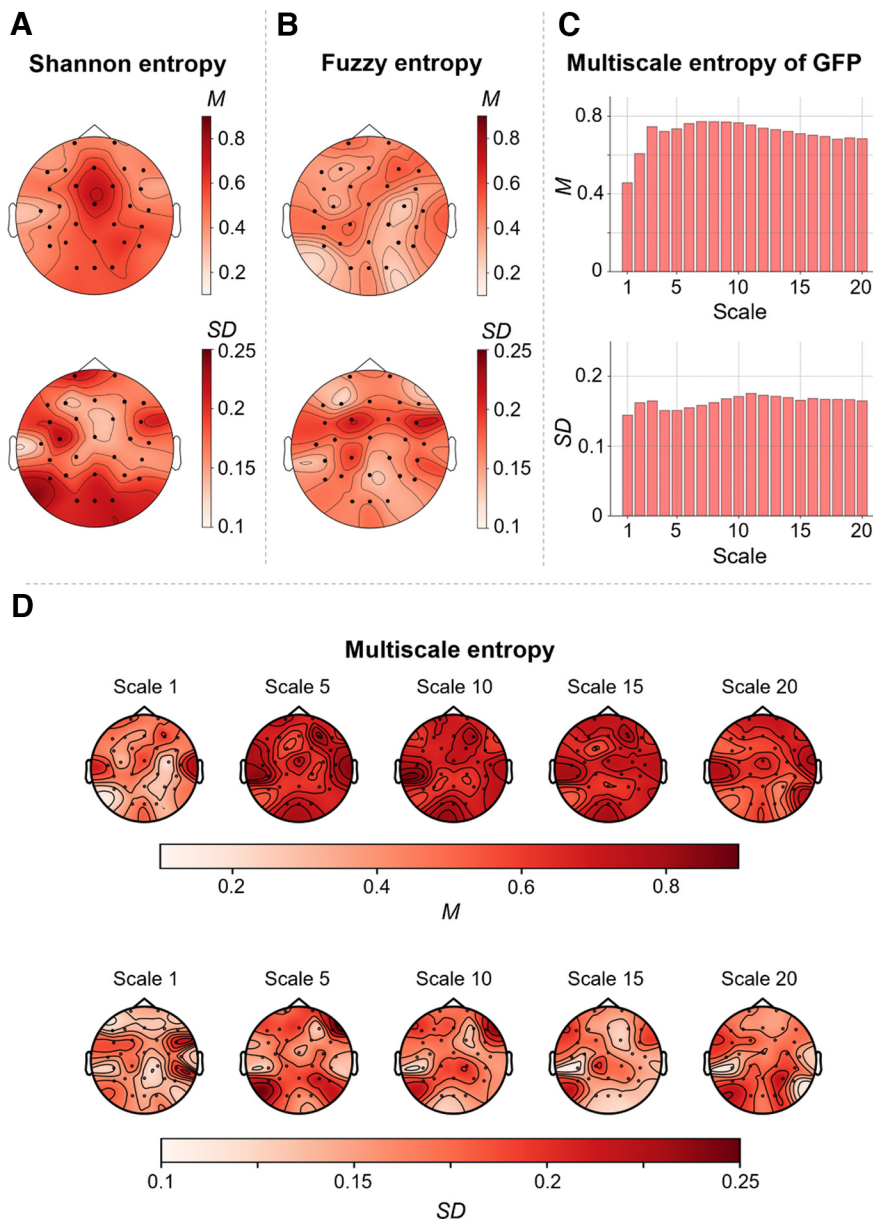 A
Shannon entropy
M
0.8
0.6
0.4
0.2
SD
0.25
0.2
0.15
0.1
B
Fuzzy entropy
M
0.8
0.6
0.4
0.2
SD
0.25
0.2
0.15
0.1
C
Multiscale entropy of GFP
0.8
0.4
0
M
1 5 10 15 20
Scale
0.2
0.1
0
SD
1 5 10 15 20
Scale
D
Multiscale entropy
Scale 1 Scale 5 Scale 10 Scale 15 Scale 20
0.2 0.4 0.6 0.8
M
Scale 1 Scale 5 Scale 10 Scale 15 Scale 20
0.1 0.15 0.2 0.25
SD